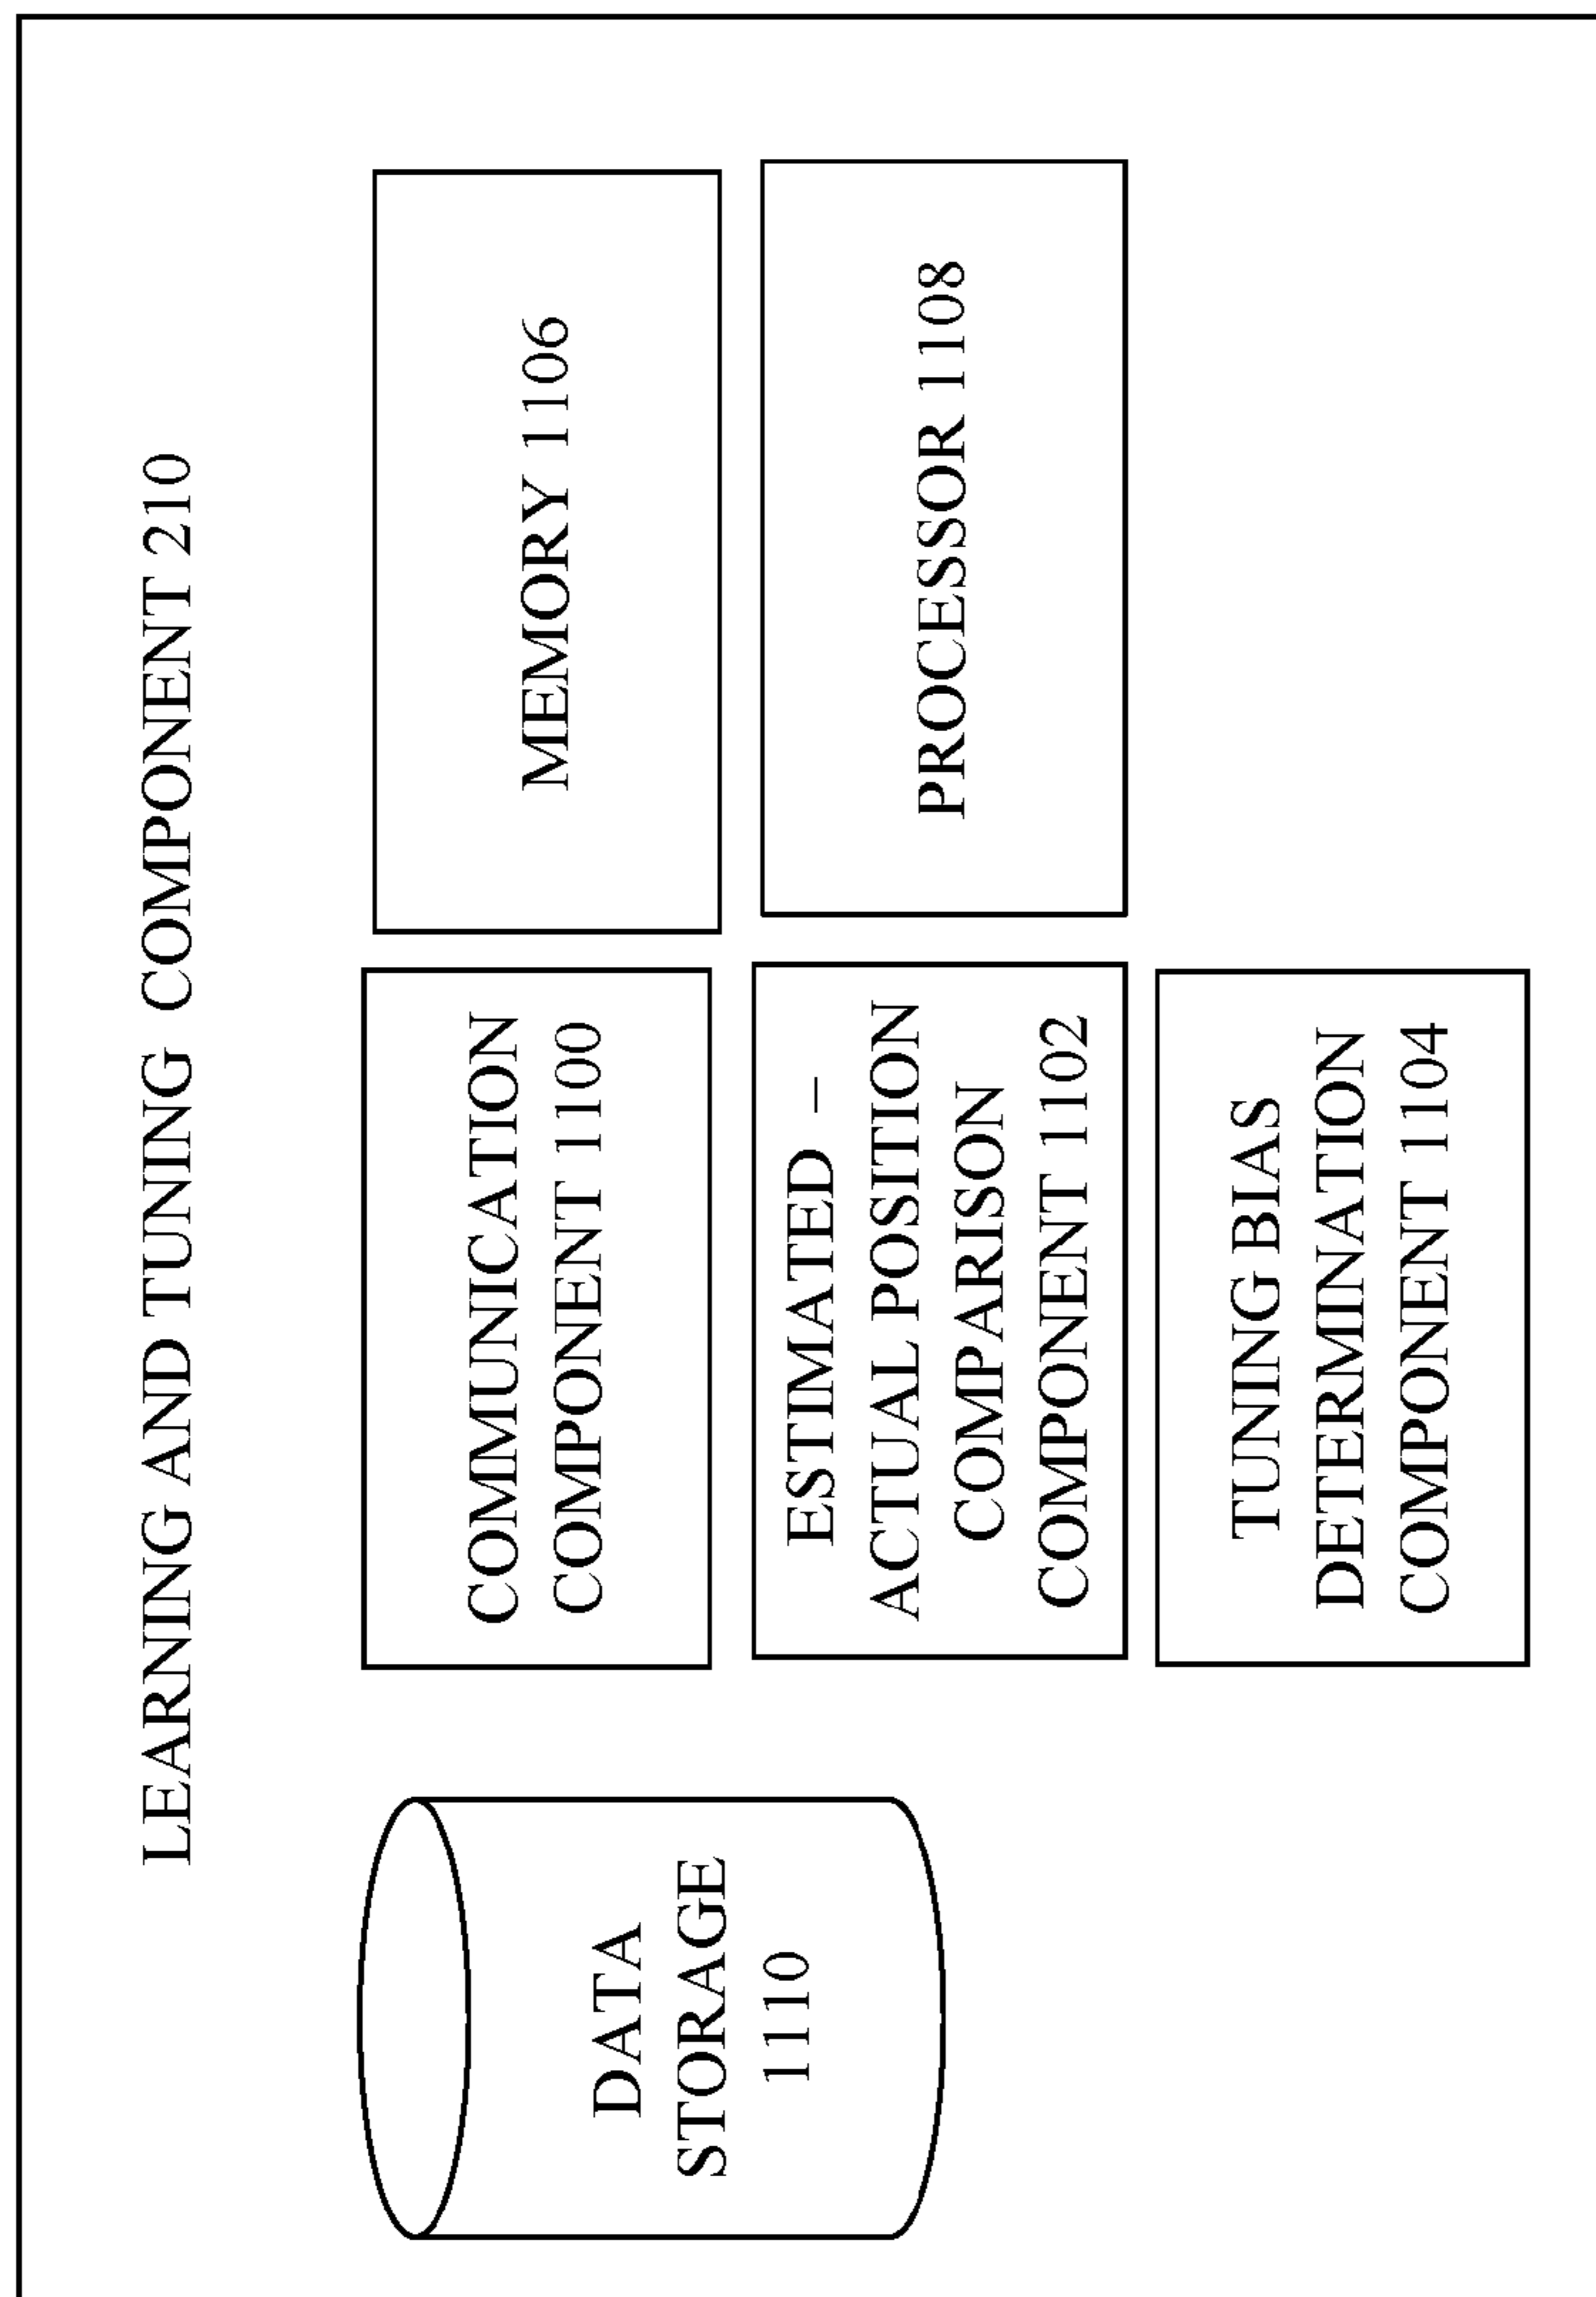 LEARNING AND TUNING COMPONENT 210
DATA
STORAGE
1110
COMMUNICATION
COMPONENT 1100
MEMORY 1106
ESTIMATED –
ACTUAL POSITION
COMPARISON
COMPONENT 1102
PROCESSOR 1108
TUNING BIAS
DETERMINATION
COMPONENT 1104